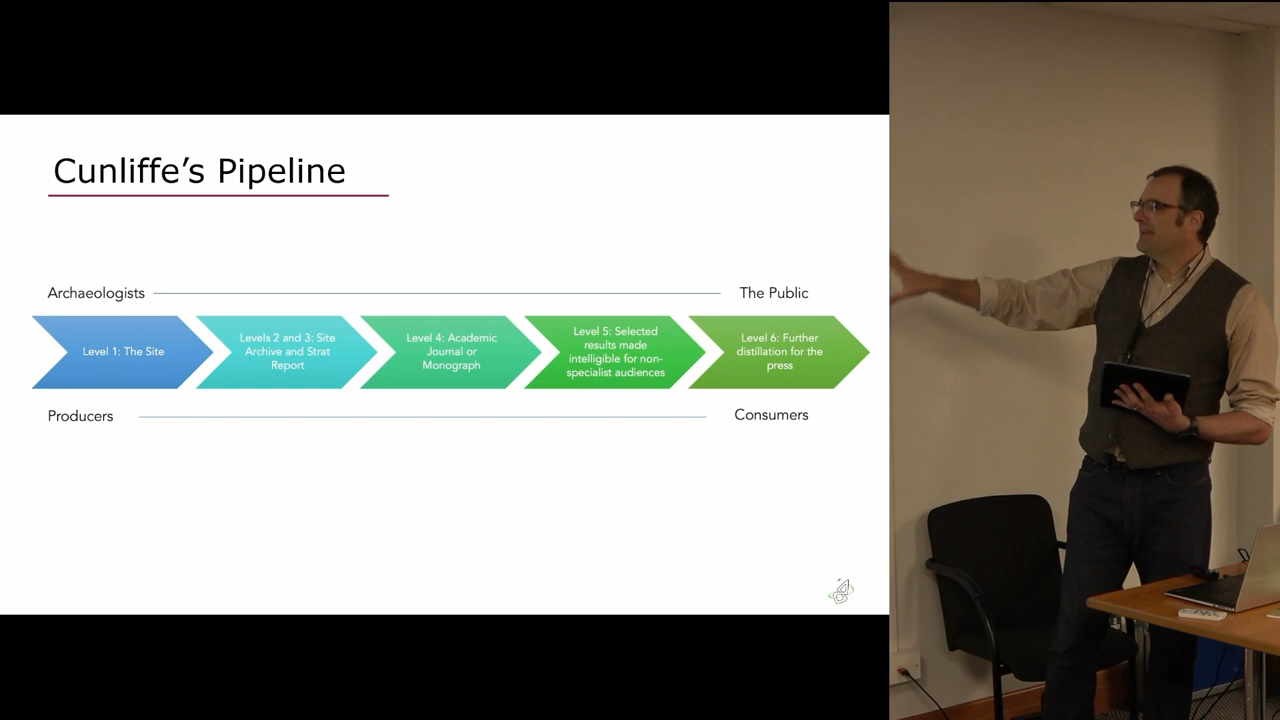 Cunliffe’s Pipeline
Archaeologists
The Public
Level 1: The Site
Levels 2 and 3: Site
Archive and Strat
Report
Level 4: Academic
Journal or
Monograph
Level 5: Selected
results made
intelligible for non-
specialist audiences
Level 6: Further
distillation for the
press
Producers
Consumers